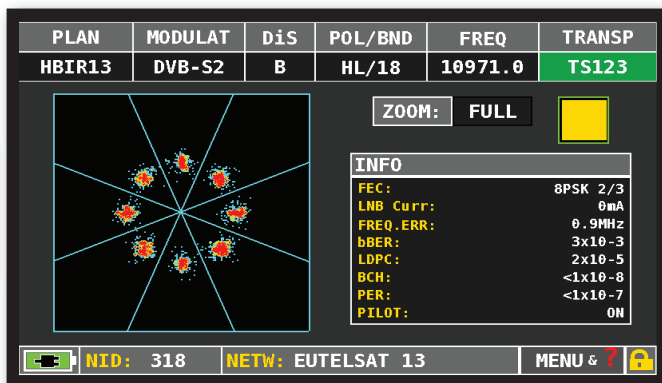 PLAN MODULAT DiS POL/BND FREQ TRANSP
HBIR13 DVB-S2 B HL/18 10971.0 TS123
ZOOM: FULL
INFO
FEC: 8PSK 2/3
LNB Curr: 0mA
FREQ.ERR: 0.9MHz
bBER: 3x10-3
LDPC: 2x10-5
BCH: <1x10-8
PER: <1x10-7
PILOT: ON
NID: 318 NETW: EUTELSAT 13 MENU & ?